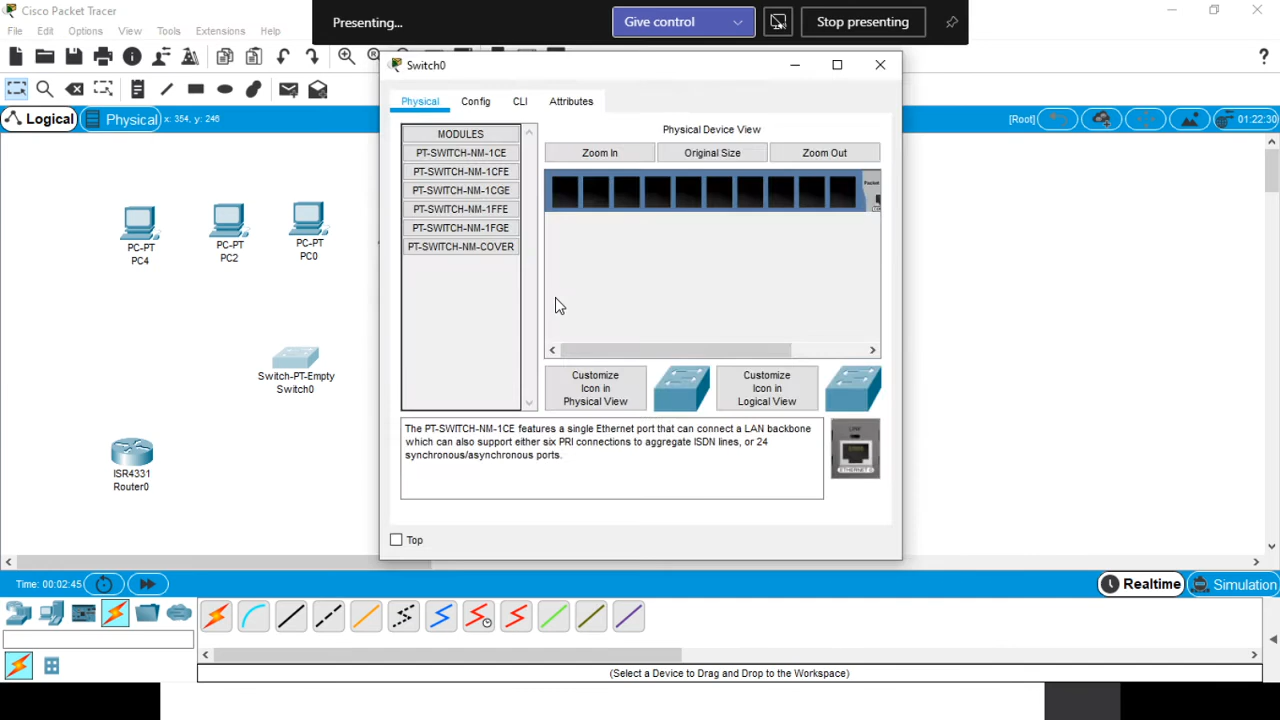 Cisco Packet Tracer
Presenting...
Give control
Stop presenting
File Edit Options View Tools Extensions Help
Logical
Physical
x: 354, y: 246
[Root]
01:22:30
Switch0
Physical
Config
CLI
Attributes
MODULES
PT-SWITCH-NM-1CE
PT-SWITCH-NM-1CFE
PT-SWITCH-NM-1CGE
PT-SWITCH-NM-1FFE
PT-SWITCH-NM-1FGE
PT-SWITCH-NM-COVER
Physical Device View
Zoom In
Original Size
Zoom Out
Packet
Customize
Icon in
Physical View
Customize
Icon in
Logical View
The PT-SWITCH-NM-1CE features a single Ethernet port that can connect a LAN backbone
which can also support either six PRI connections to aggregate ISDN lines, or 24
synchronous/asynchronous ports.
LINK
ETHERNET 0
Top
PC-PT
PC4
PC-PT
PC2
PC-PT
PC0
Switch-PT-Empty
Switch0
ISR4331
Router0
Time: 00:02:45
Realtime
Simulation
(Select a Device to Drag and Drop to the Workspace)